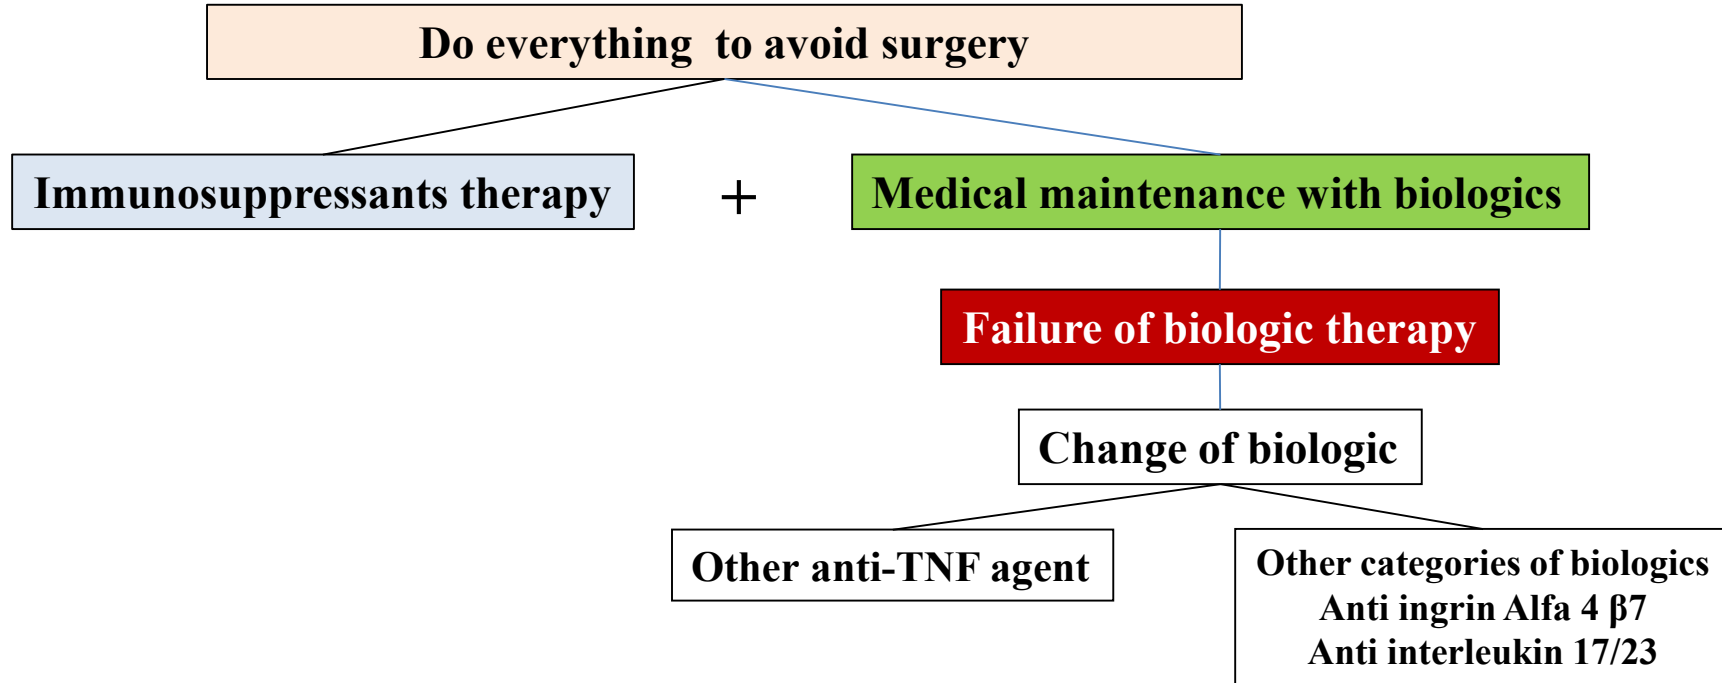 Do everything to avoid surgery
Immunosuppressants therapy
+
Medical maintenance with biologics
Failure of biologic therapy
Change of biologic
Other anti-TNF agent
Other categories of biologics
Anti ingrin Alfa 4 β7
Anti interleukin 17/23